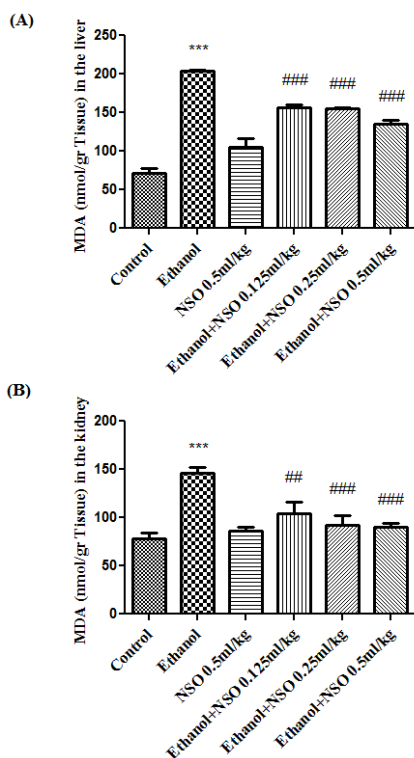 (A)
MDA (nmol/gr Tissue) in the liver
250
200
150
100
50
0
***
###
###
###
Control
Ethanol
NSO 0.5ml/kg
Ethanol+NSO 0.125ml/kg
Ethanol+NSO 0.25ml/kg
Ethanol+NSO 0.5ml/kg
(B)
MDA (nmol/gr Tissue) in the kidney
200
150
100
50
0
***
##
###
###
Control
Ethanol
NSO 0.5ml/kg
Ethanol+NSO 0.125ml/kg
Ethanol+NSO 0.25ml/kg
Ethanol+NSO 0.5ml/kg